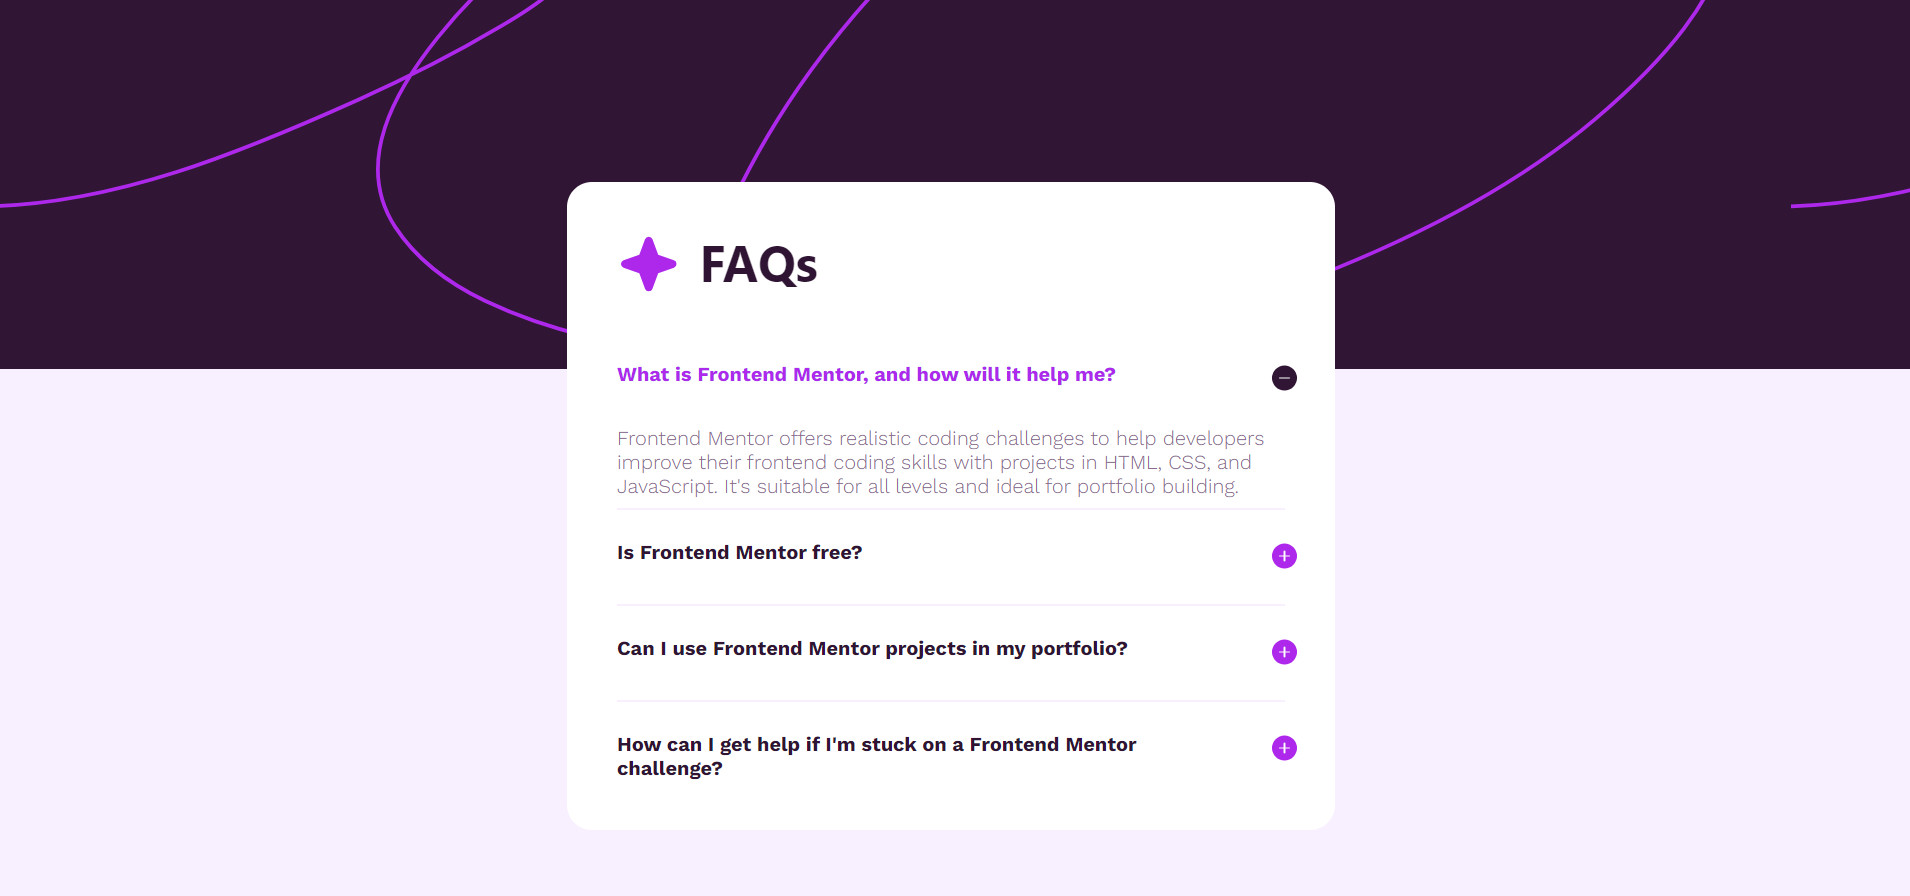 FAQs
What is Frontend Mentor, and how will it help me?
Frontend Mentor offers realistic coding challenges to help developers
improve their frontend coding skills with projects in HTML, CSS, and
JavaScript. It's suitable for all levels and ideal for portfolio building.
Is Frontend Mentor free?
Can I use Frontend Mentor projects in my portfolio?
How can I get help if I'm stuck on a Frontend Mentor
challenge?